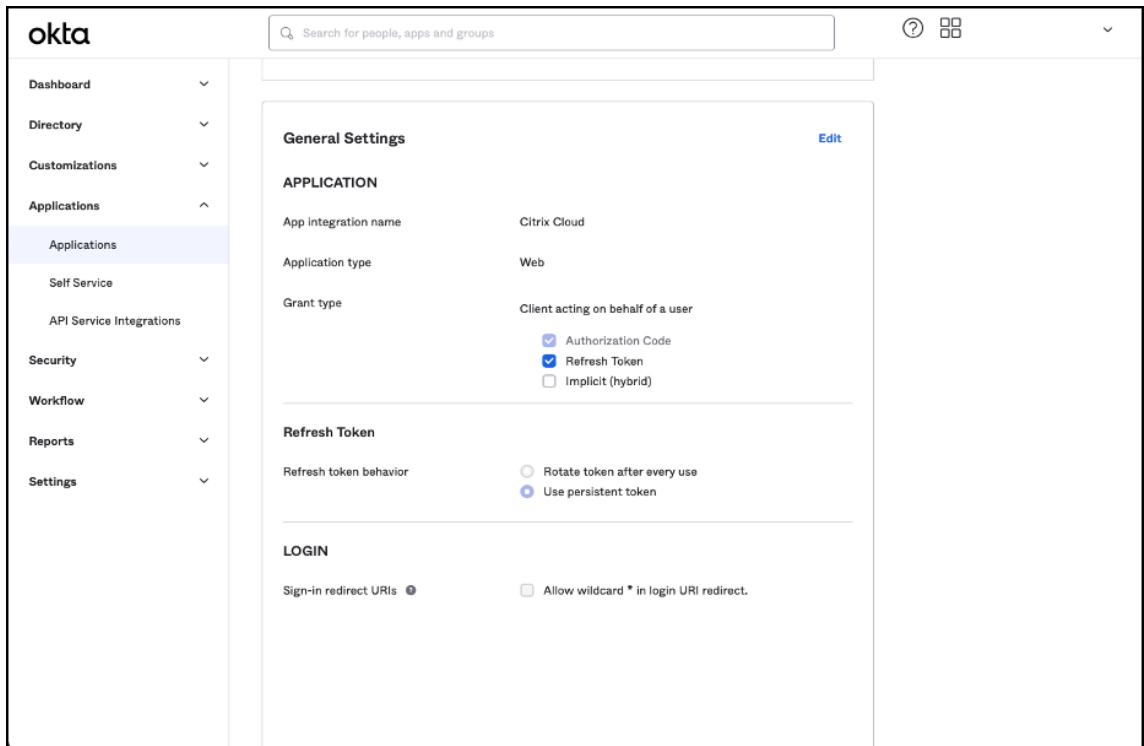 okta
Search for people, apps and groups
Dashboard
Directory
Customizations
Applications
Applications
Self Service
API Service Integrations
Security
Workflow
Reports
Settings
General Settings
Edit
APPLICATION
App integration name
Citrix Cloud
Application type
Web
Grant type
Client acting on behalf of a user
Authorization Code
Refresh Token
Implicit (hybrid)
Refresh Token
Refresh token behavior
Rotate token after every use
Use persistent token
LOGIN
Sign-in redirect URIs
Allow wildcard * in login URI redirect.